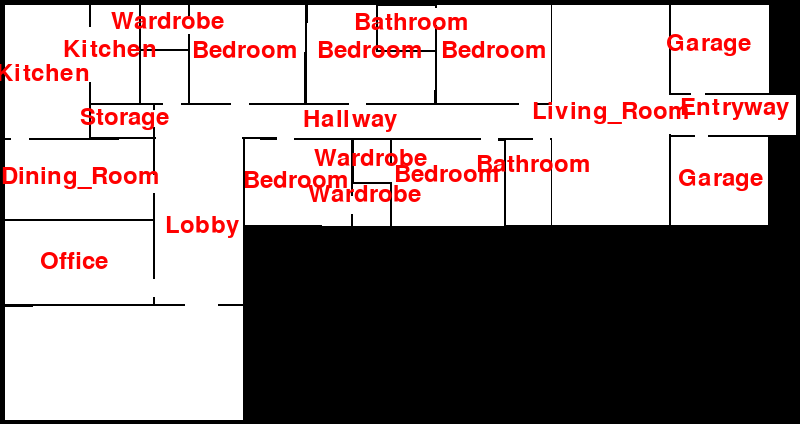 Wardrobe
Bathroom
Kitchen
Bedroom
Bedroom
Bedroom
Garage
Kitchen
Storage
Hallway
Living_Room
Entryway
Dining_Room
Bedroom
Wardrobe
Wardrobe
Bedroom
Bathroom
Garage
Lobby
Office